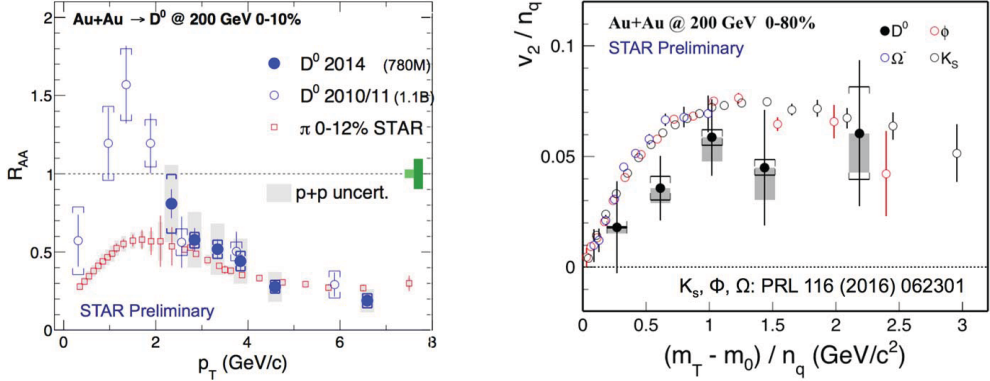 Au+Au → D⁰ @ 200 GeV 0-10%
D⁰ 2014 (780M)
D⁰ 2010/11 (1.1B)
π 0-12% STAR
p+p uncert.
STAR Preliminary
R_AA
2
1.5
1
0.5
0
0 2 4 6 8
p_T (GeV/c)
Au+Au @ 200 GeV 0-80%
STAR Preliminary
D⁰ ϕ
Ω⁻ K_S
v₂ / n_q
0.1
0.05
0
K_s, Φ, Ω: PRL 116 (2016) 062301
0 0.5 1 1.5 2 2.5 3
(m_T - m_0) / n_q (GeV/c²)